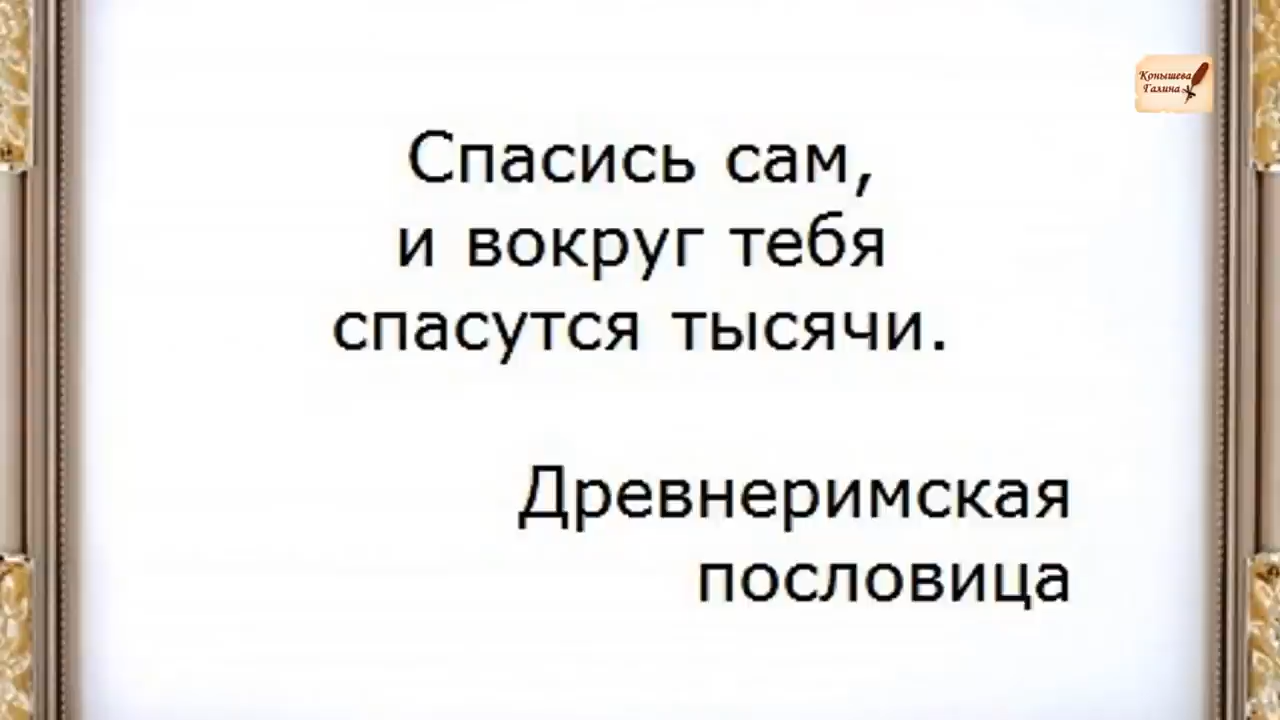 Конышева
Галина
Спасись сам,
и вокруг тебя
спасутся тысячи.
Древнеримская
пословица